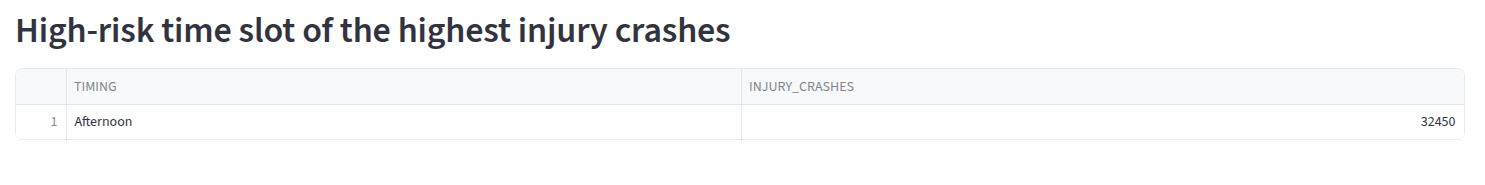 High-risk time slot of the highest injury crashes
TIMING INJURY_CRASHES
1 Afternoon 32450